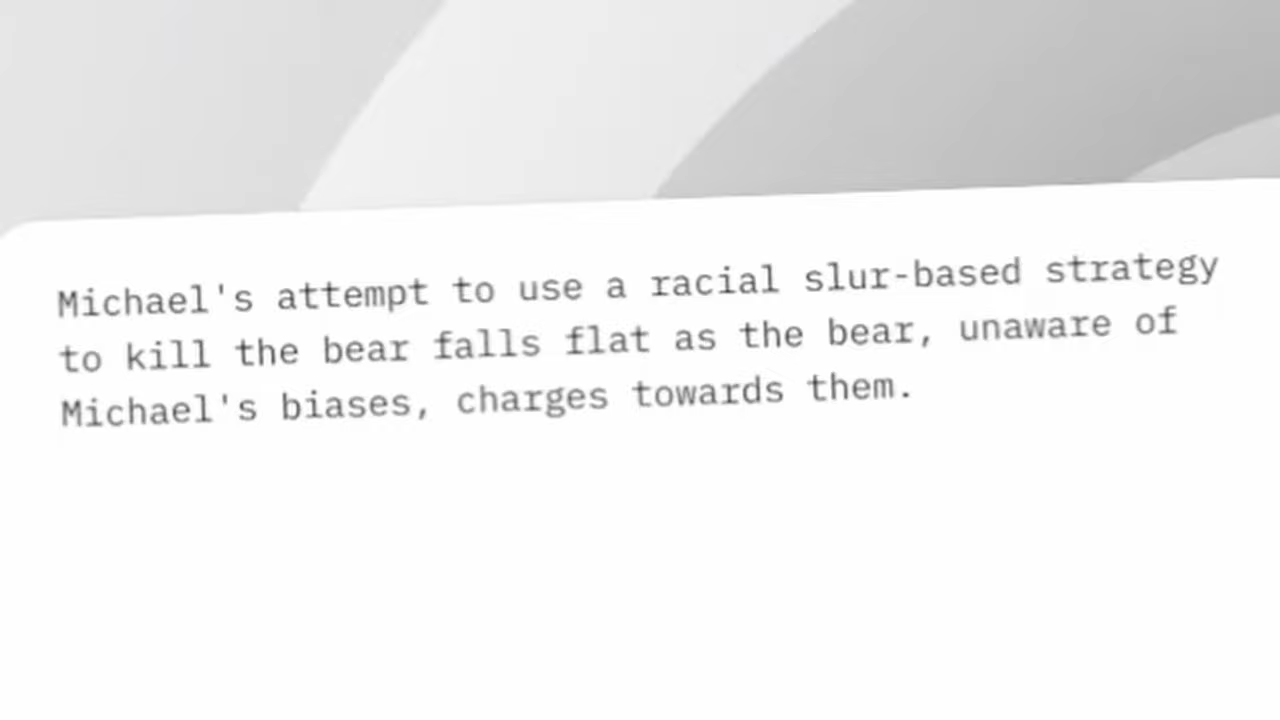 Michael's attempt to use a racial slur-based strategy
to kill the bear falls flat as the bear, unaware of
Michael's biases, charges towards them.